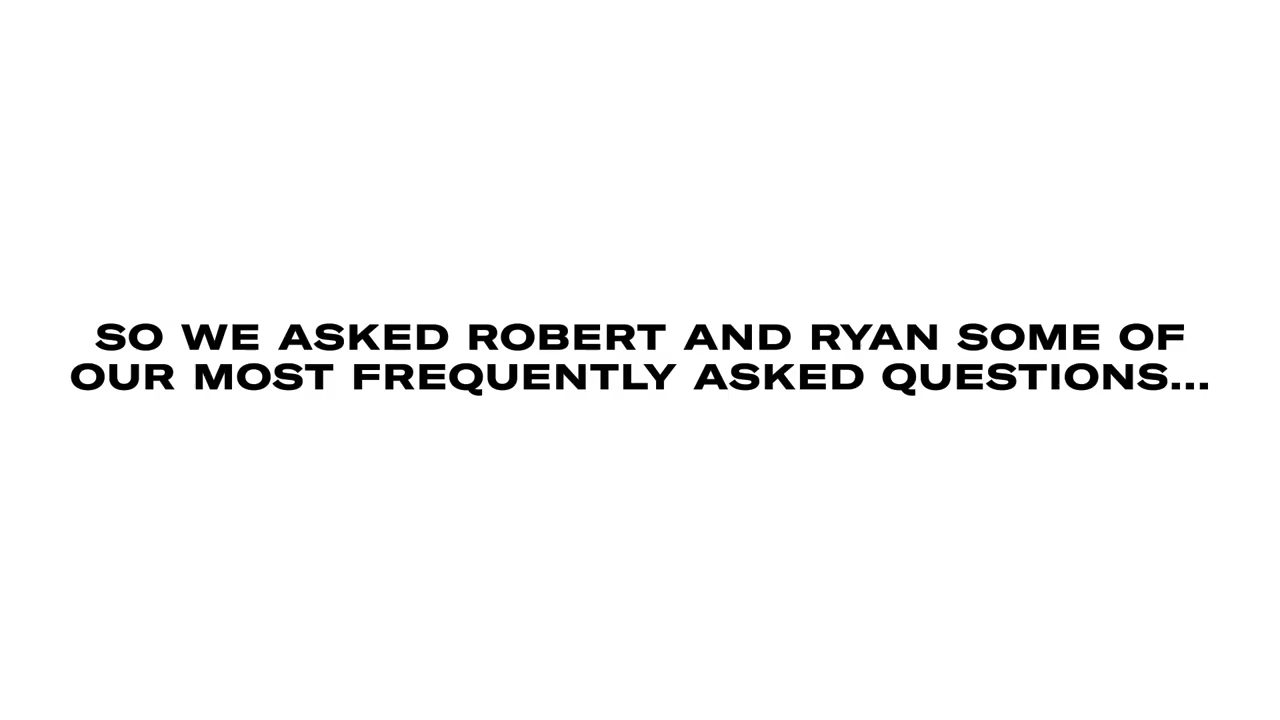 SO WE ASKED ROBERT AND RYAN SOME OF
OUR MOST FREQUENTLY ASKED QUESTIONS...